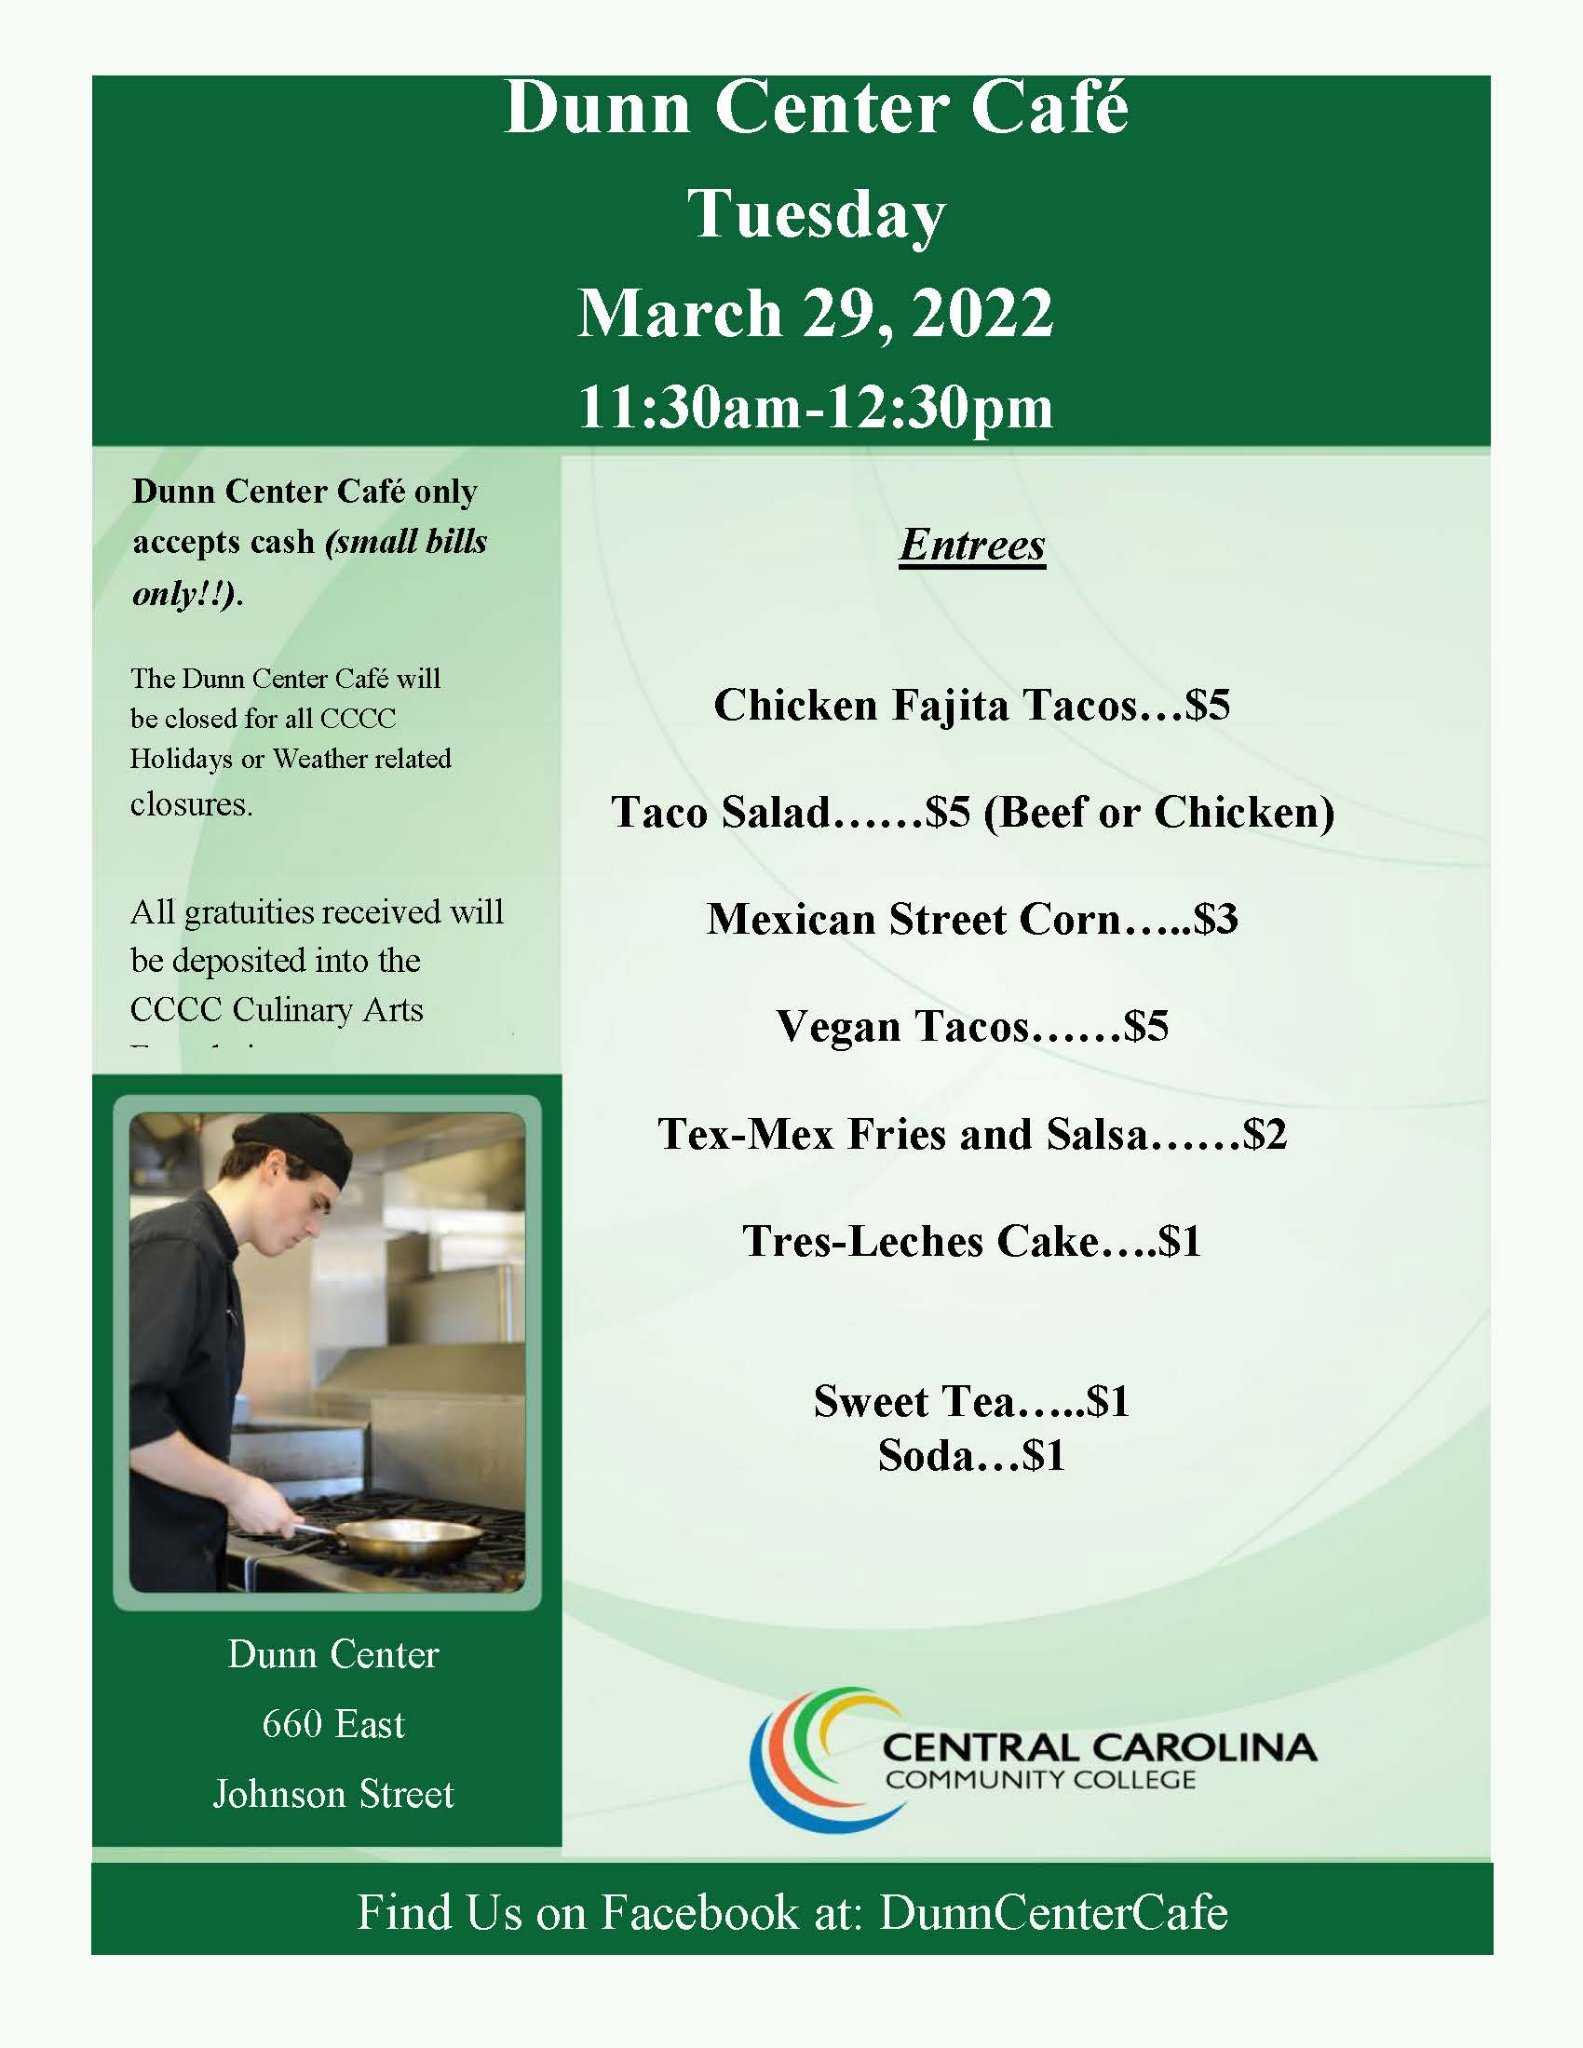 Dunn Center Café
Tuesday
March 29, 2022
11:30am-12:30pm
Dunn Center Café only
accepts cash (small bills
only!!).
The Dunn Center Café will
be closed for all CCCC
Holidays or Weather related
closures.
All gratuities received will
be deposited into the
CCCC Culinary Arts
Entrees
Chicken Fajita Tacos...$5
Taco Salad……$5 (Beef or Chicken)
Mexican Street Corn…..$3
Vegan Tacos……$5
Tex-Mex Fries and Salsa……$2
Tres-Leches Cake….$1
Sweet Tea…..$1
Soda…$1
Dunn Center
660 East
Johnson Street
CENTRAL CAROLINA
COMMUNITY COLLEGE
Find Us on Facebook at: DunnCenterCafe